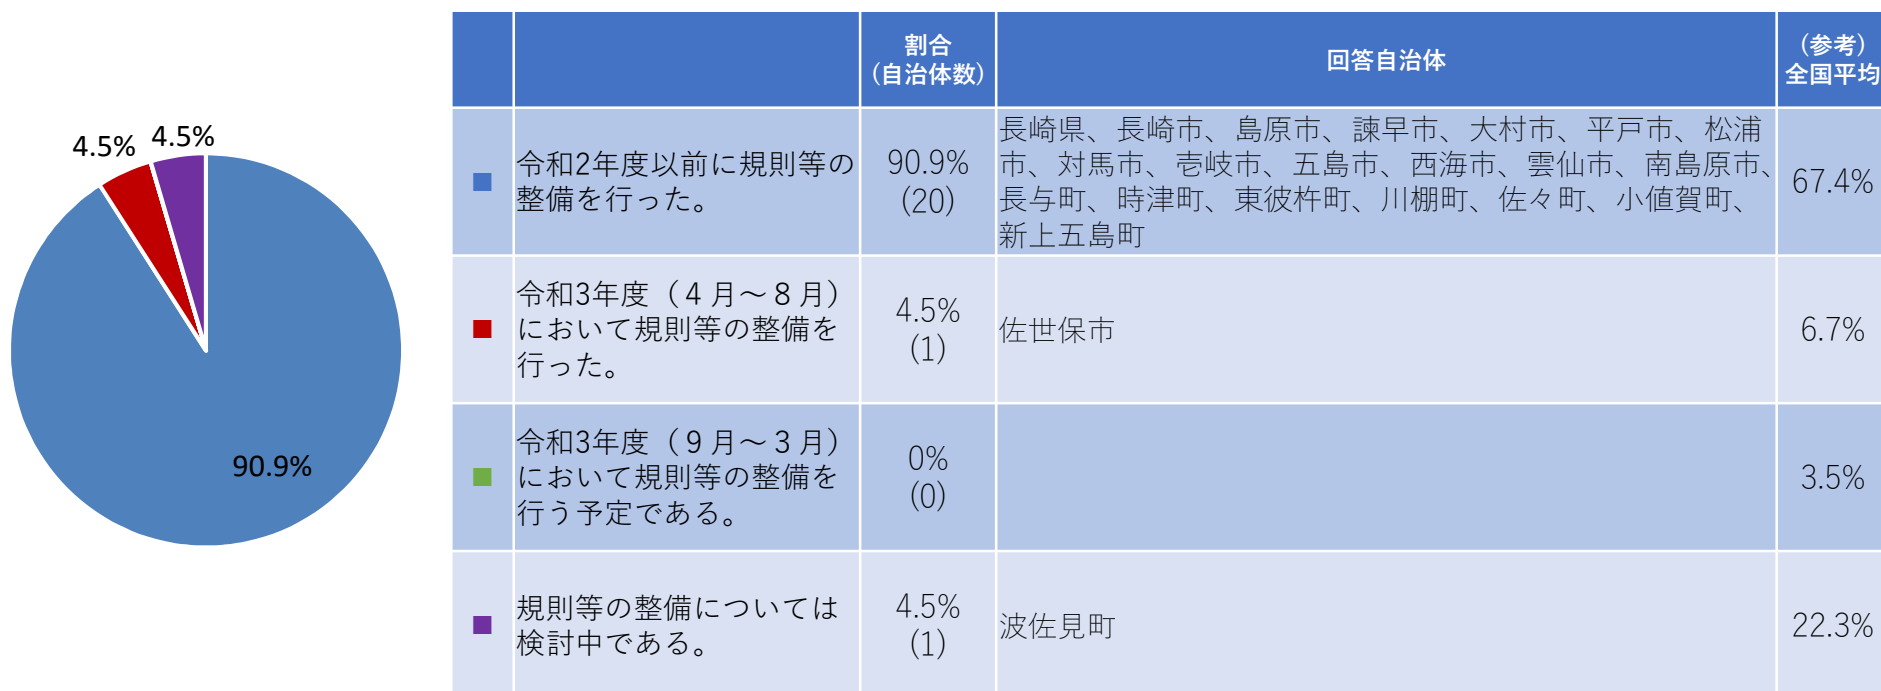 4.5%
4.5%
90.9%
割合
(自治体数)
回答自治体
(参考)
全国平均
令和2年度以前に規則等の
整備を行った。
90.9%
(20)
長崎県、長崎市、島原市、諫早市、大村市、平戸市、松浦
市、対馬市、壱岐市、五島市、西海市、雲仙市、南島原市、
長与町、時津町、東彼杵町、川棚町、佐々町、小値賀町、
新上五島町
67.4%
令和3年度（４月～８月）
において規則等の整備を
行った。
4.5%
(1)
佐世保市
6.7%
令和3年度（９月～３月）
において規則等の整備を
行う予定である。
0%
(0)
3.5%
規則等の整備については
検討中である。
4.5%
(1)
波佐見町
22.3%